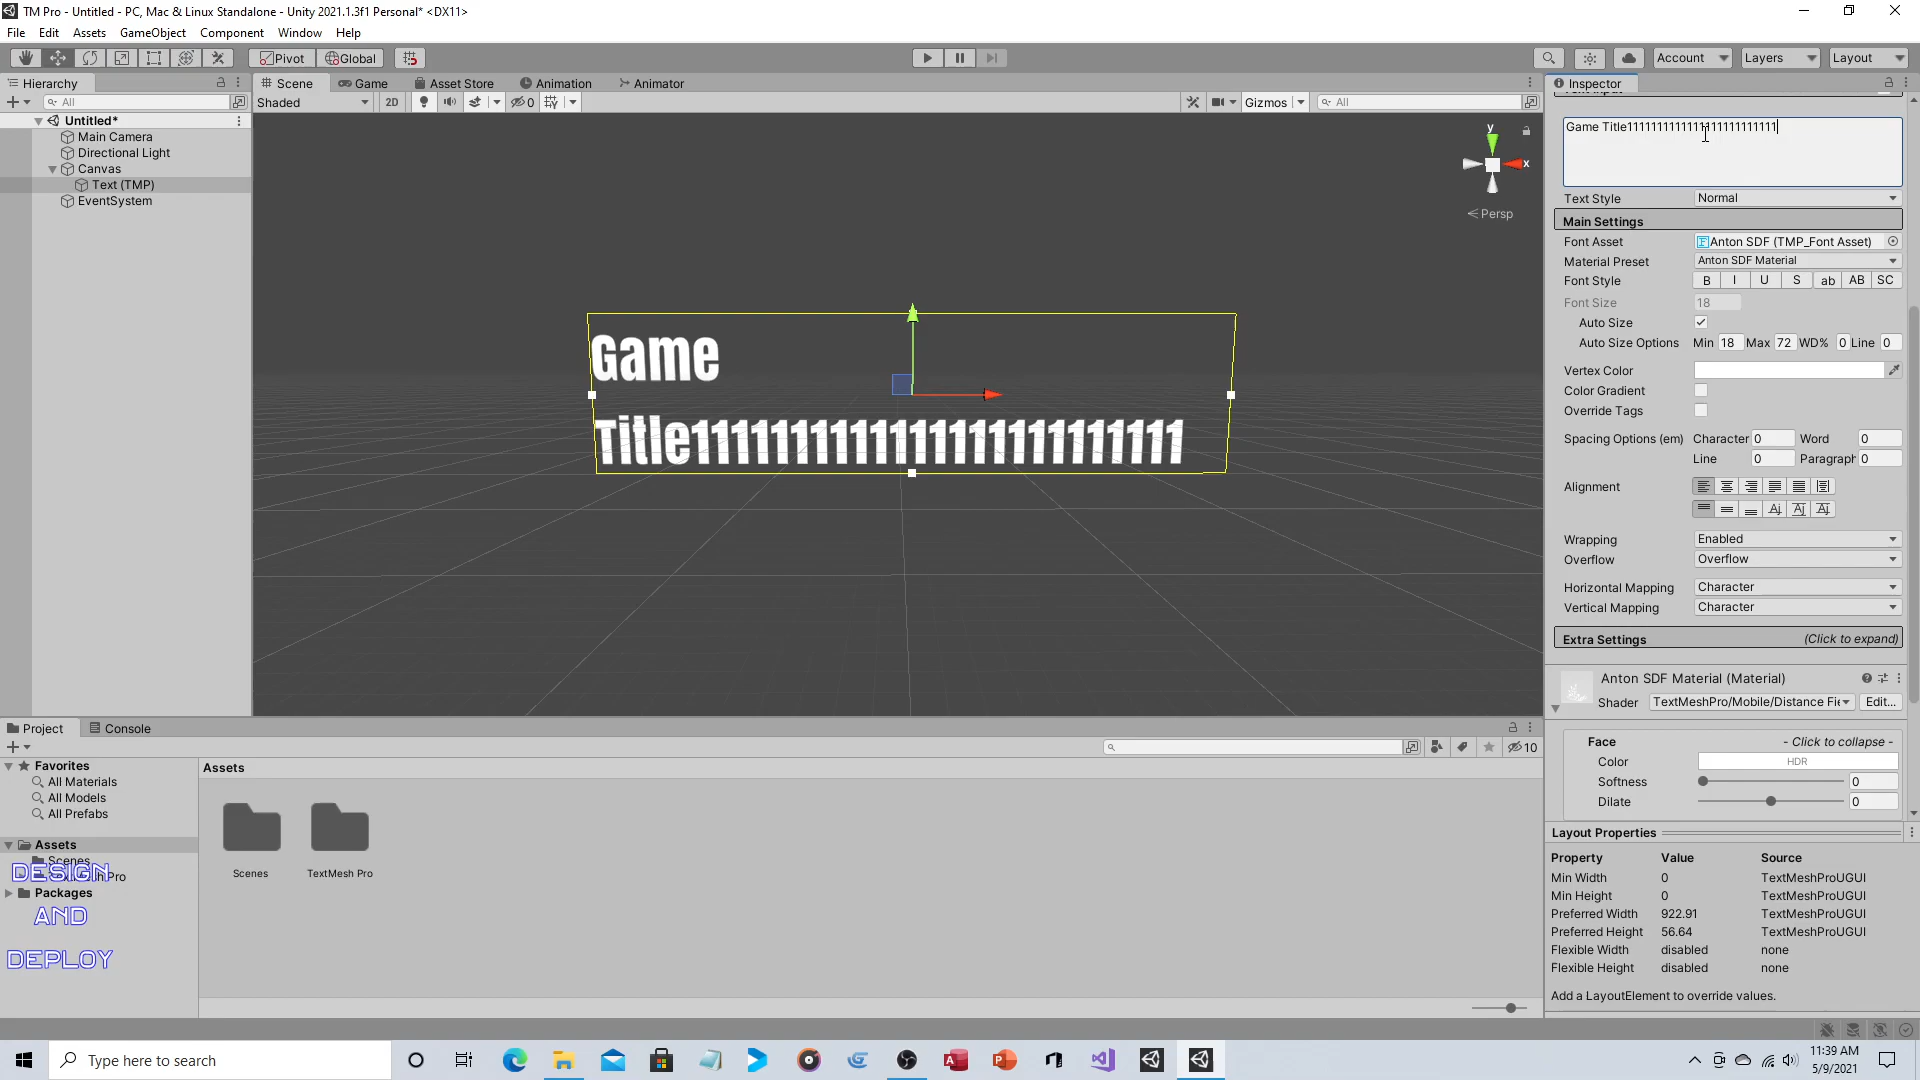 TM Pro - Untitled - PC, Mac & Linux Standalone - Unity 2021.1.3f1 Personal* <DX11>
File Edit Assets GameObject Component Window Help
Pivot Global Account Layers Layout
Hierarchy
All
Untitled*
Main Camera
Directional Light
Canvas
Text (TMP)
EventSystem
Scene Game Asset Store Animation Animator
Shaded 2D 0 Gizmos All
y
x
Persp
Game
Title1111111111111111111111111
Inspector
Game Title1111111111111111111111111
Text Style Normal
Main Settings
Font Asset Anton SDF (TMP_Font Asset)
Material Preset Anton SDF Material
Font Style B I U S ab AB SC
Font Size 18
Auto Size
Auto Size Options Min 18 Max 72 WD% 0 Line 0
Vertex Color
Color Gradient
Override Tags
Spacing Options (em) Character 0 Word 0
Line 0 Paragraph 0
Alignment
Wrapping Enabled
Overflow Overflow
Horizontal Mapping Character
Vertical Mapping Character
Extra Settings (Click to expand)
Anton SDF Material (Material)
Shader TextMeshPro/Mobile/Distance Fie Edit...
Face - Click to collapse -
Color HDR
Softness 0
Dilate 0
Layout Properties
Property Value Source
Min Width 0 TextMeshProUGUI
Min Height 0 TextMeshProUGUI
Preferred Width 922.91 TextMeshProUGUI
Preferred Height 56.64 TextMeshProUGUI
Flexible Width disabled none
Flexible Height disabled none
Add a LayoutElement to override values.
Project Console
10
Favorites
All Materials
All Models
All Prefabs
Assets
Scenes
Packages
DESIGN
AND
DEPLOY
Assets
Scenes
TextMesh Pro
Type here to search
11:39 AM
5/9/2021